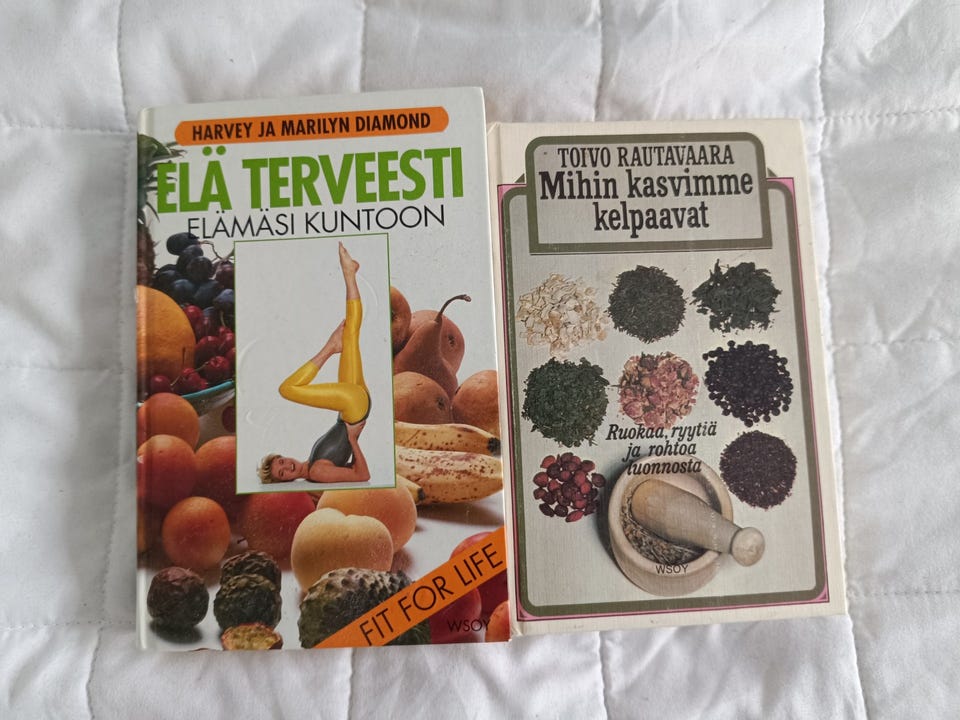 HARVEY JA MARILYN DIAMOND
ELÄ TERVEESTI
ELÄMÄSI KUNTOON
FIT FOR LIFE
WSOY
TOIVO RAUTAVAARA
Mihin kasvimme
kelpaavat
Ruokaa, ryytiä
ja rohtoa
luonnosta
WSOY